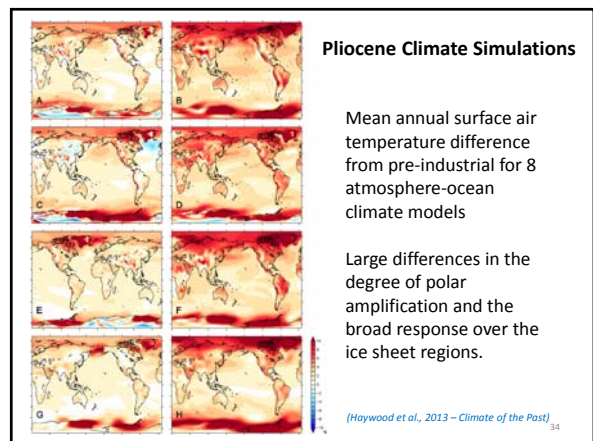 Pliocene Climate Simulations
A
B
Mean annual surface air
temperature difference
from pre-industrial for 8
atmosphere-ocean
climate models
C
D
Large differences in the
degree of polar
amplification and the
broad response over the
ice sheet regions.
E
F
G
H
(Haywood et al., 2013 – Climate of the Past)
34